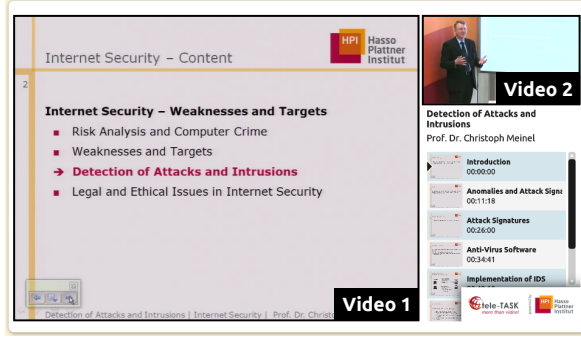 Internet Security – Content
HPI Hasso
Plattner
Institut
2
Internet Security – Weaknesses and Targets
Risk Analysis and Computer Crime
Weaknesses and Targets
→ Detection of Attacks and Intrusions
Legal and Ethical Issues in Internet Security
Detection of Attacks and Intrusions | Internet Security | Prof. Dr. Christo
Video 1
Video 2
Detection of Attacks and
Intrusions
Prof. Dr. Christoph Meinel
Introduction
00:00:00
Anomalies and Attack Signa
00:11:18
Attack Signatures
00:26:00
Anti-Virus Software
00:34:41
Implementation of IDS
tele-TASK
more than video!
HPI Hasso
Plattner
Institut